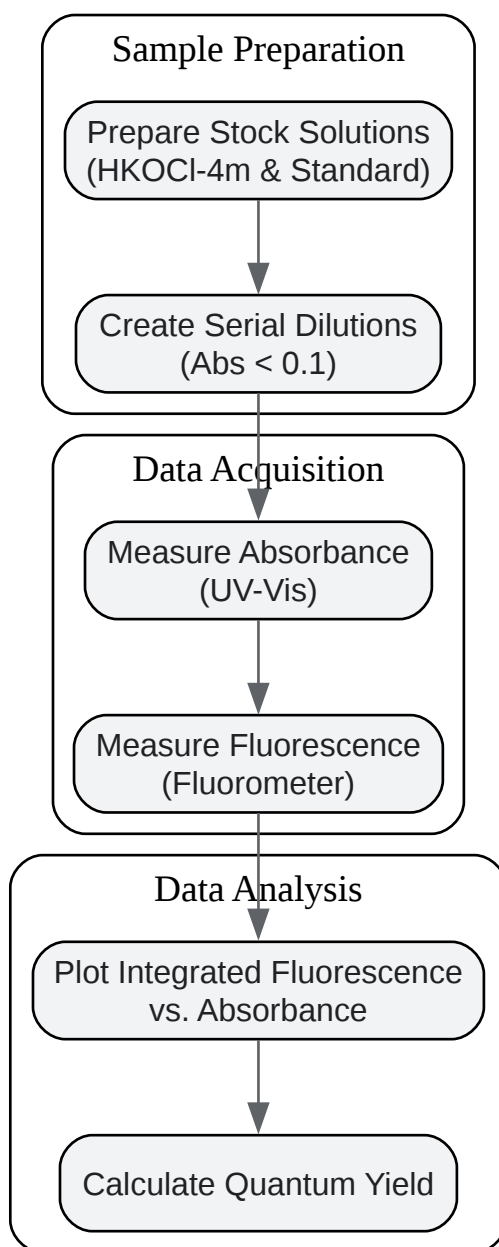 Sample Preparation
Prepare Stock Solutions
(HKOCl-4m & Standard)
Create Serial Dilutions
(Abs < 0.1)
Data Acquisition
Measure Absorbance
(UV-Vis)
Measure Fluorescence
(Fluorometer)
Data Analysis
Plot Integrated Fluorescence
vs. Absorbance
Calculate Quantum Yield